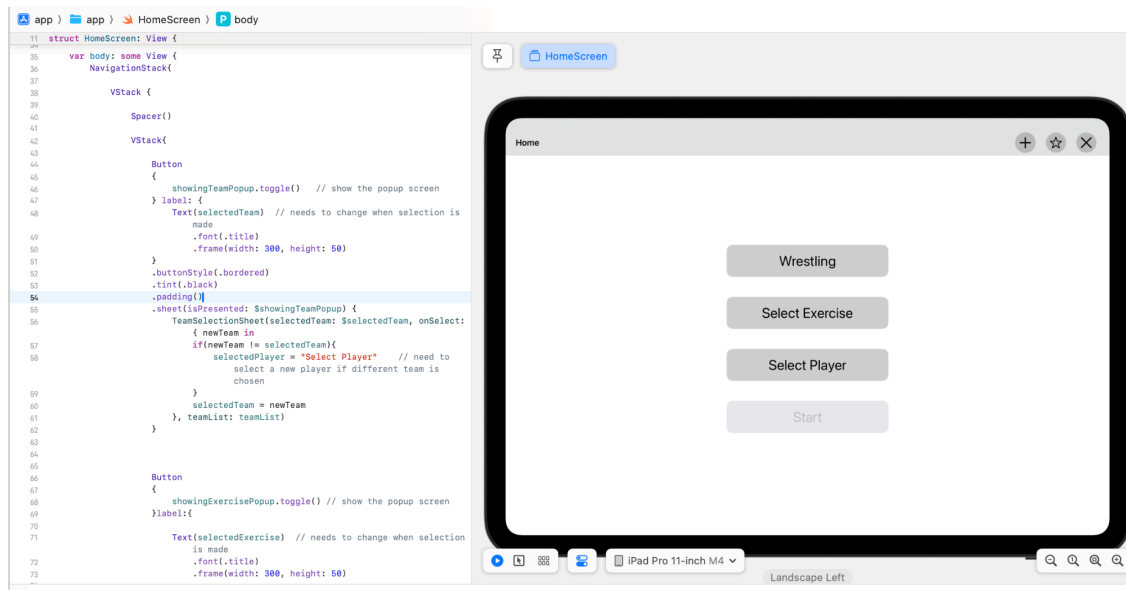 app 〉 app 〉 HomeScreen 〉 P body
11 struct HomeScreen: View {
34
35 var body: some View {
36 NavigationStack{
37
38 VStack {
39
40 Spacer()
41
42 VStack{
43
44 Button
45 {
46 showingTeamPopup.toggle() // show the popup screen
47 } label: {
48 Text(selectedTeam) // needs to change when selection is
made
49 .font(.title)
50 .frame(width: 300, height: 50)
51 }
52 .buttonStyle(.bordered)
53 .tint(.black)
54 .padding()
55 .sheet(isPresented: $showingTeamPopup) {
56 TeamSelectionSheet(selectedTeam: $selectedTeam, onSelect:
{ newTeam in
57 if(newTeam != selectedTeam){
58 selectedPlayer = "Select Player" // need to
select a new player if different team is
chosen
59 }
60 selectedTeam = newTeam
61 }, teamList: teamList)
62 }
63
64
65
66 Button
67 {
68 showingExercisePopup.toggle() // show the popup screen
69 }label:{
70
71 Text(selectedExercise) // needs to change when selection
is made
72 .font(.title)
73 .frame(width: 300, height: 50)
HomeScreen
Home
Wrestling
Select Exercise
Select Player
Start
iPad Pro 11-inch M4
Landscape Left